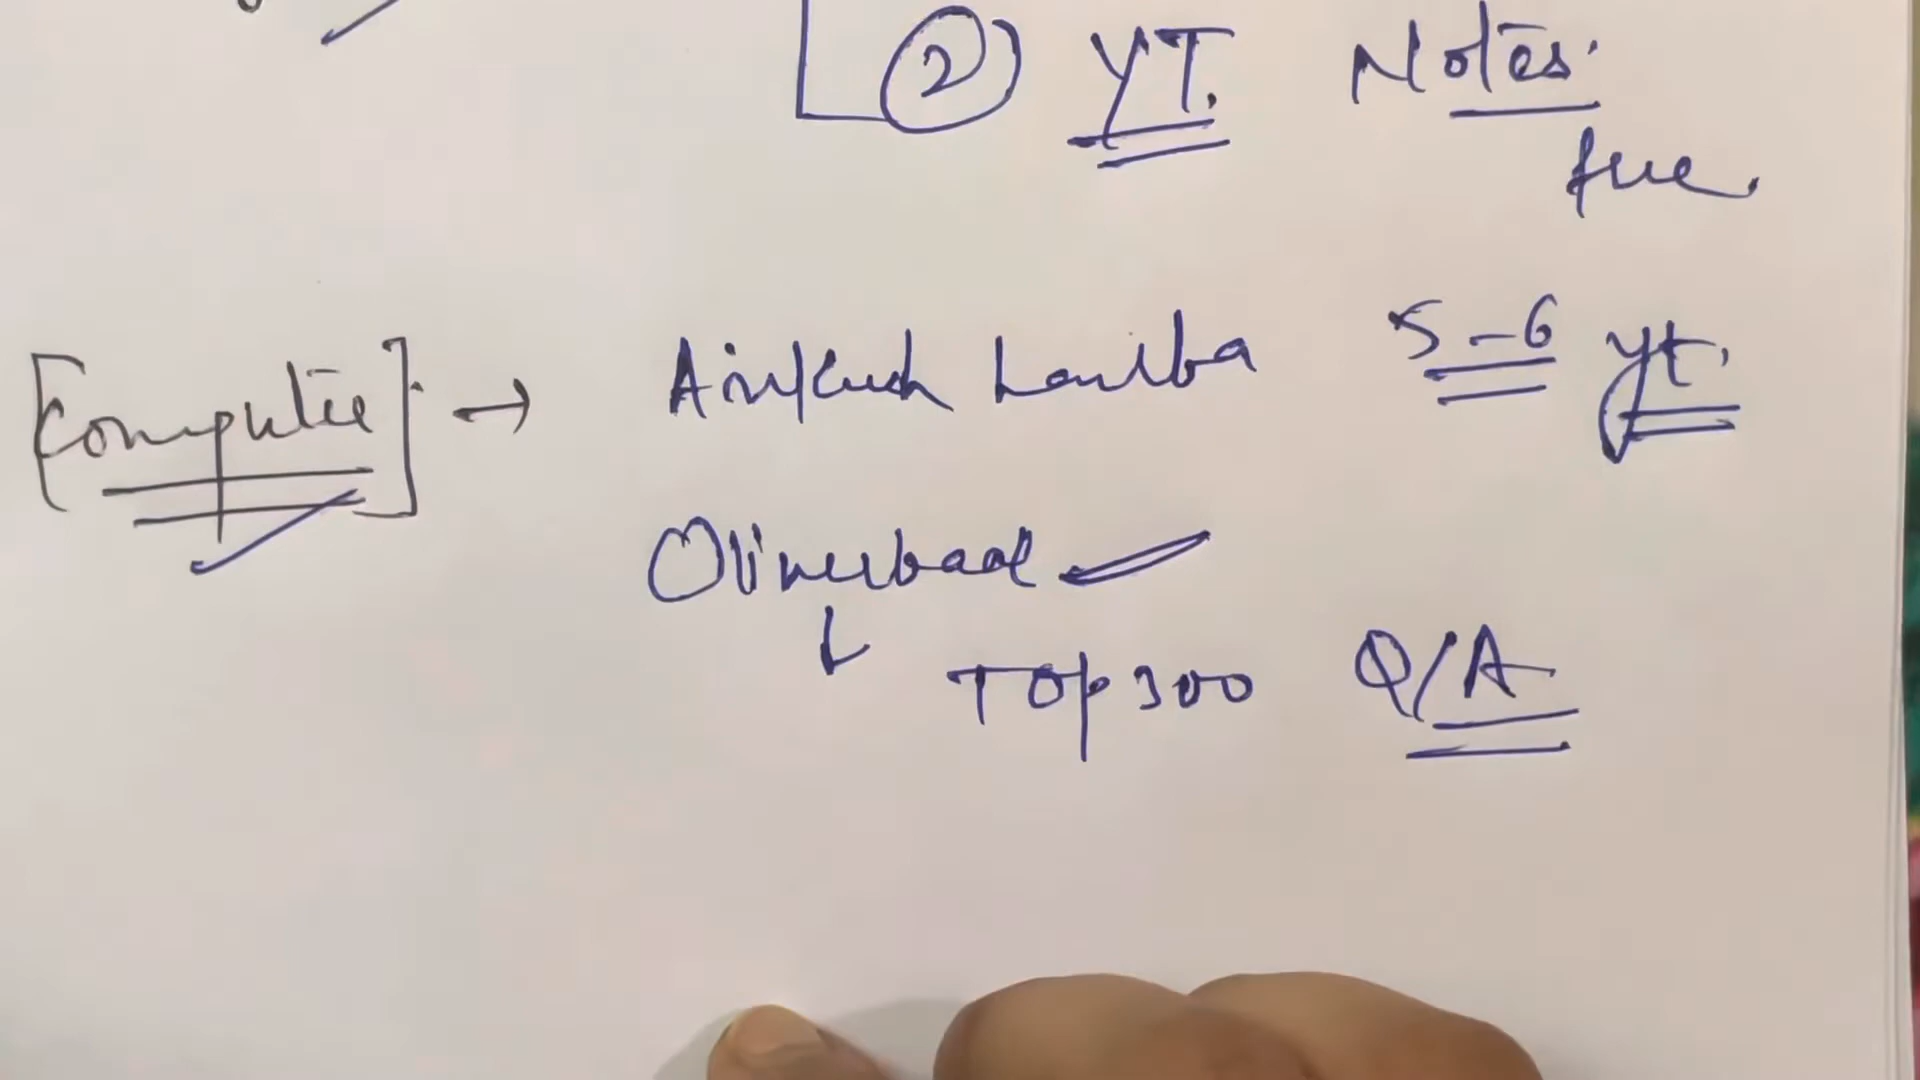 ② YT. Notes.
free.
[Computer] → Ankush Lamba 5-6 yt.
Oliveboard
↓ TOP 300 Q/A